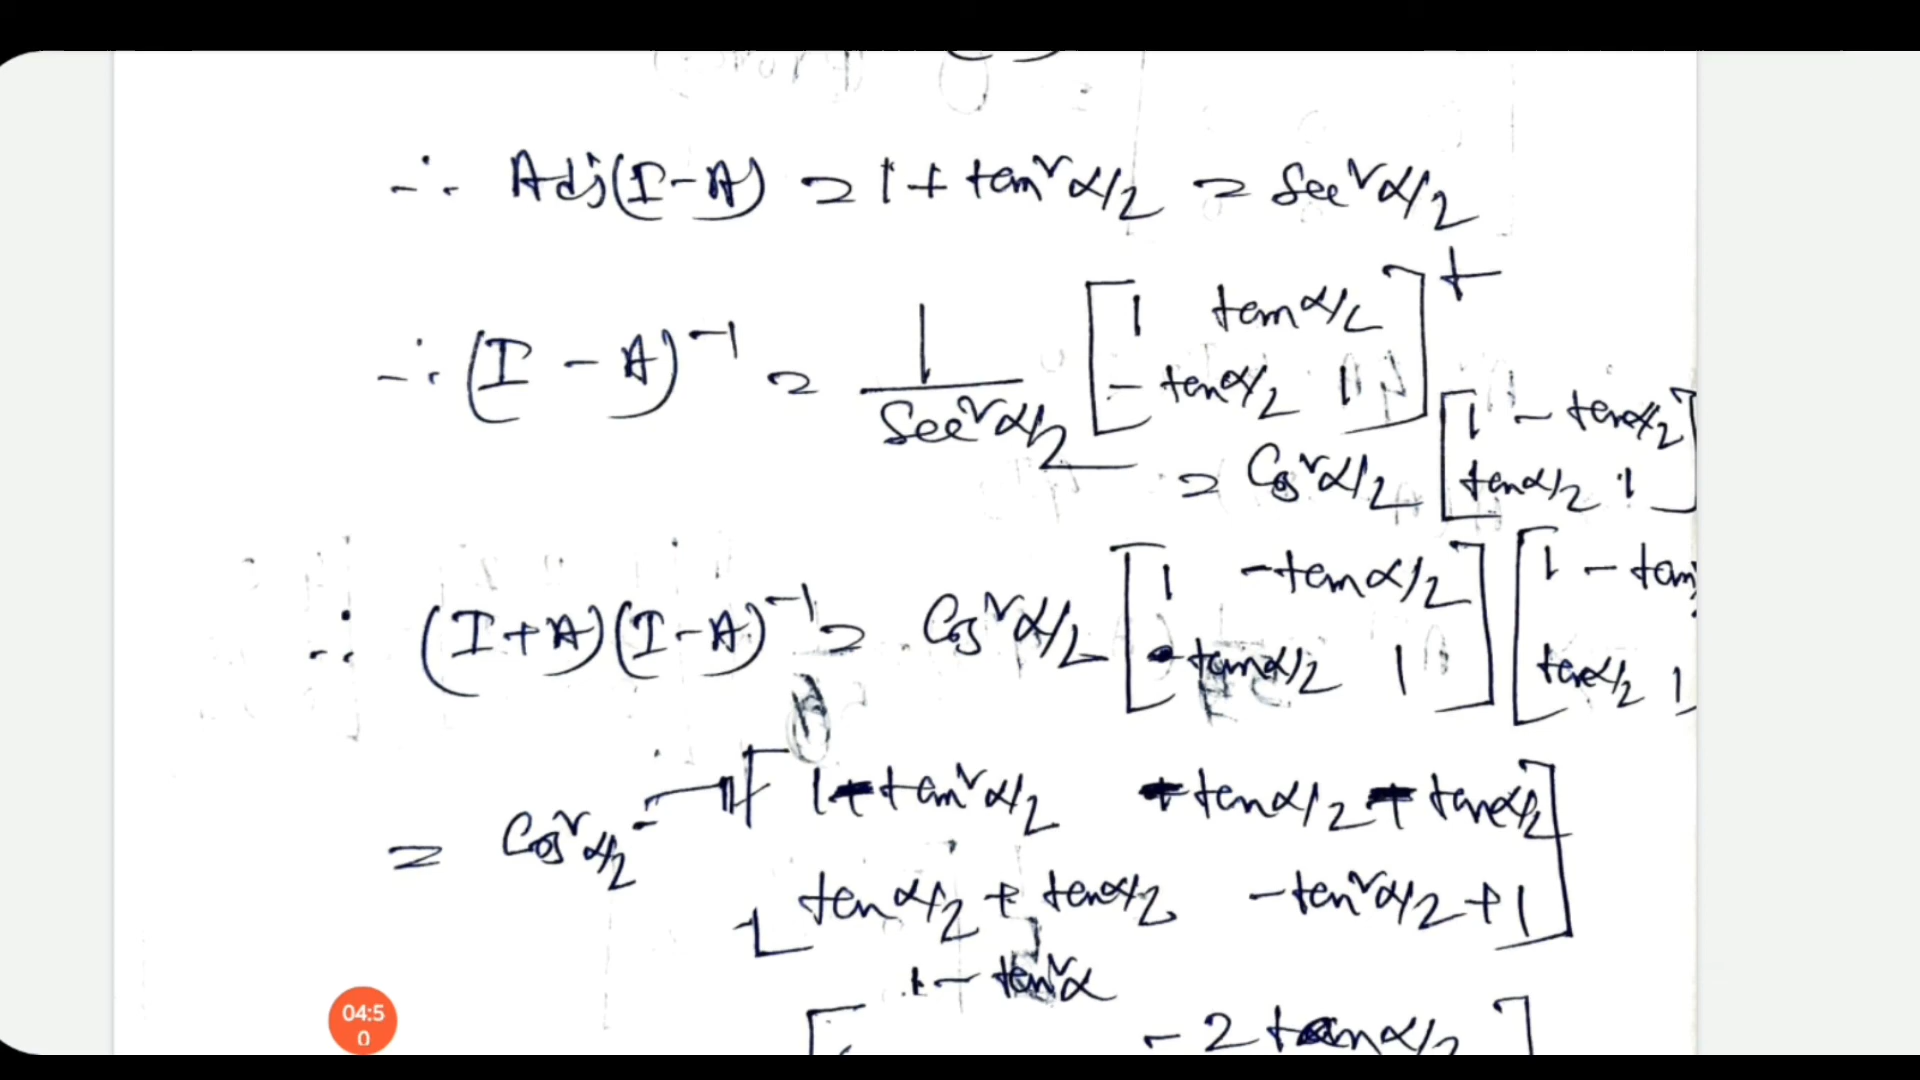 ∴ Adj(I-A) = 1 + tan²α/2 = Sec²α/2
∴ (I - A)⁻¹ = 1/Sec²α/2 [1 tanα/2; -tanα/2 1]ᵗ
= Cos²α/2 [1 -tanα/2; tanα/2 1]
∴ (I+A)(I-A)⁻¹ = Cos²α/2 [1 -tanα/2; tanα/2 1] [1 -tan; tanα/2 1]
= Cos²α/2 [1-tan²α/2 -tanα/2-tanα/2; tanα/2+tanα/2 -tan²α/2+1]
1-tan²α
-2tanα/2
04:50